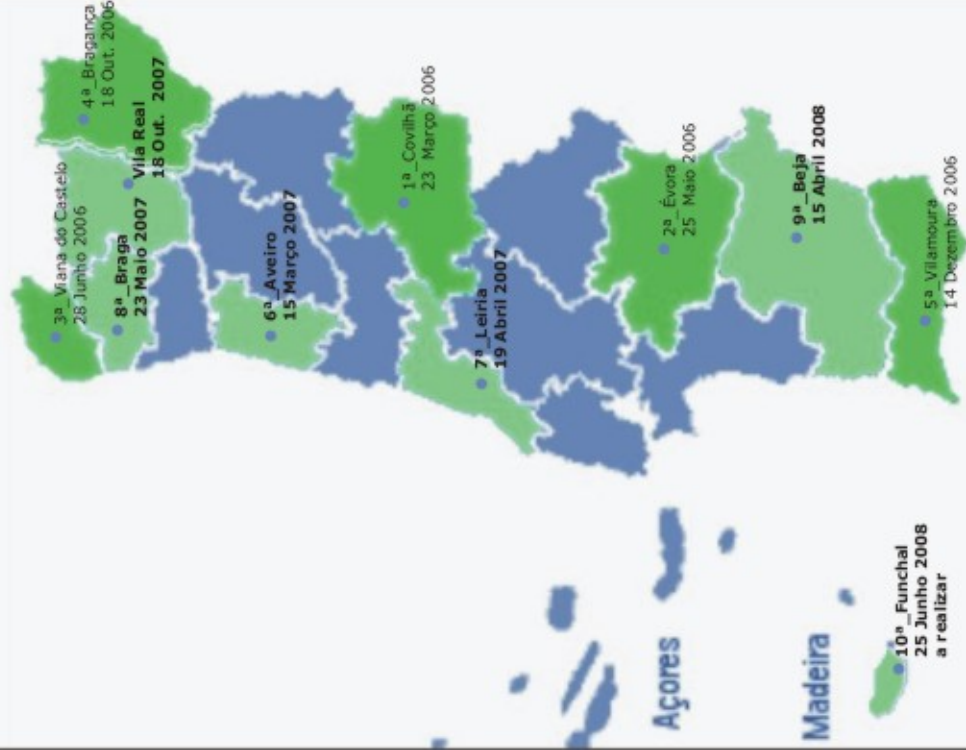 3ª_Viana do Castelo
28 Junho 2006
4ª_Bragança
18 Out. 2006
8ª_Braga
23 Maio 2007
Vila Real
18 Out. 2007
6ª_Aveiro
15 Março 2007
1ª_Covilhã
23 Março 2006
7ª_Leiria
19 Abril 2007
2ª_Évora
25 Maio 2006
9ª_Beja
15 Abril 2008
5ª_Vilamoura
14 Dezembro 2006
Açores
Madeira
10ª_Funchal
25 Junho 2008
a realizar